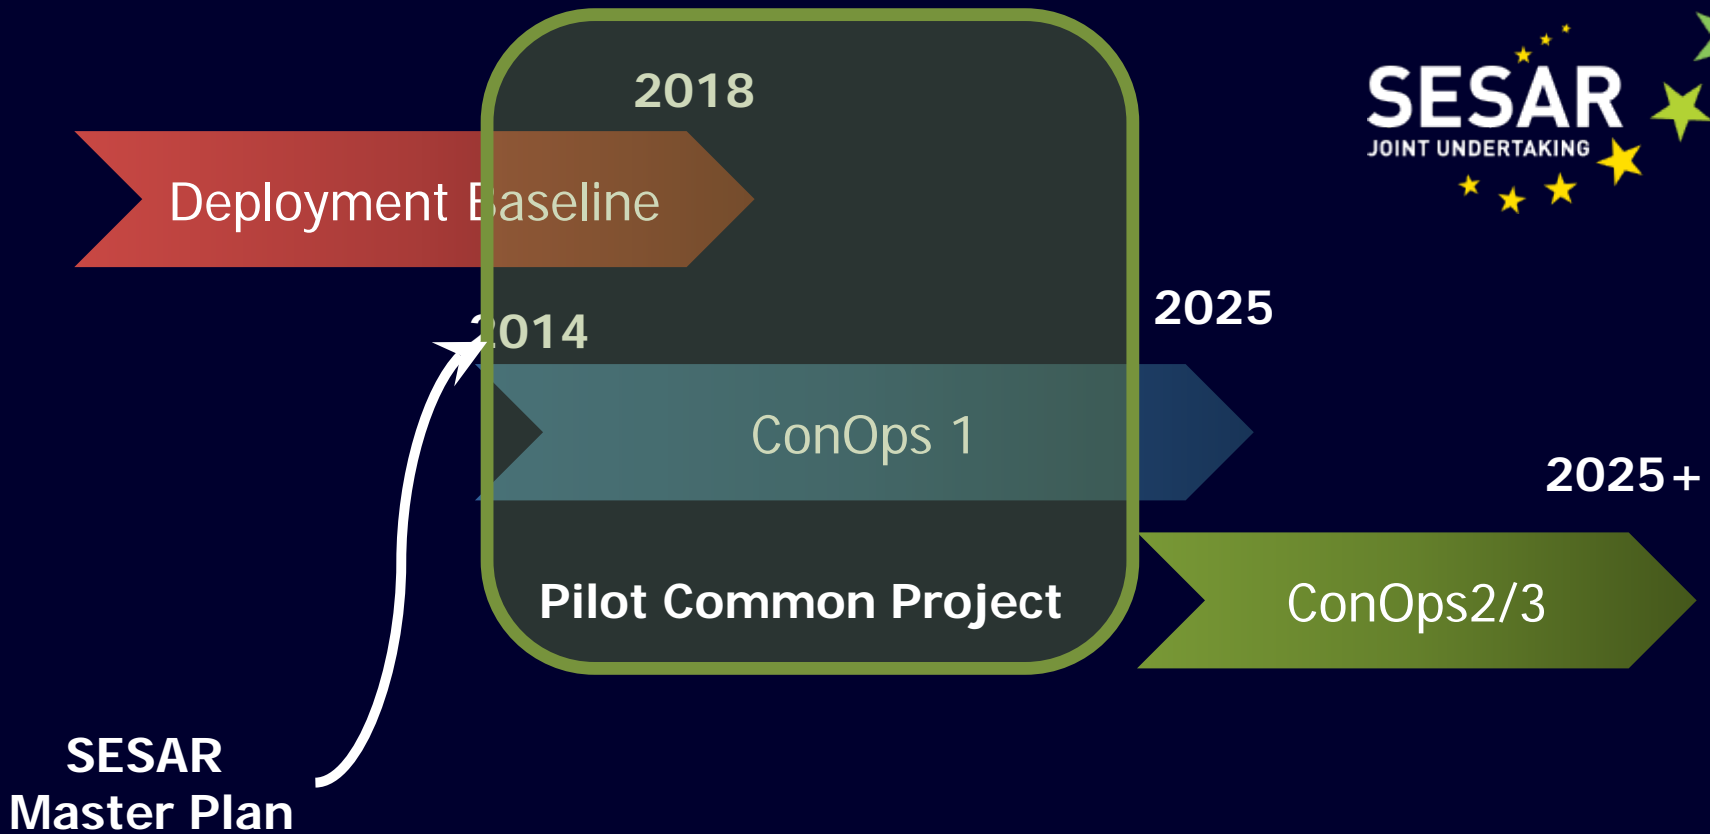 2018
SESAR
JOINT UNDERTAKING
Deployment Baseline
2014
2025
ConOps 1
2025+
Pilot Common Project
ConOps2/3
SESAR
Master Plan